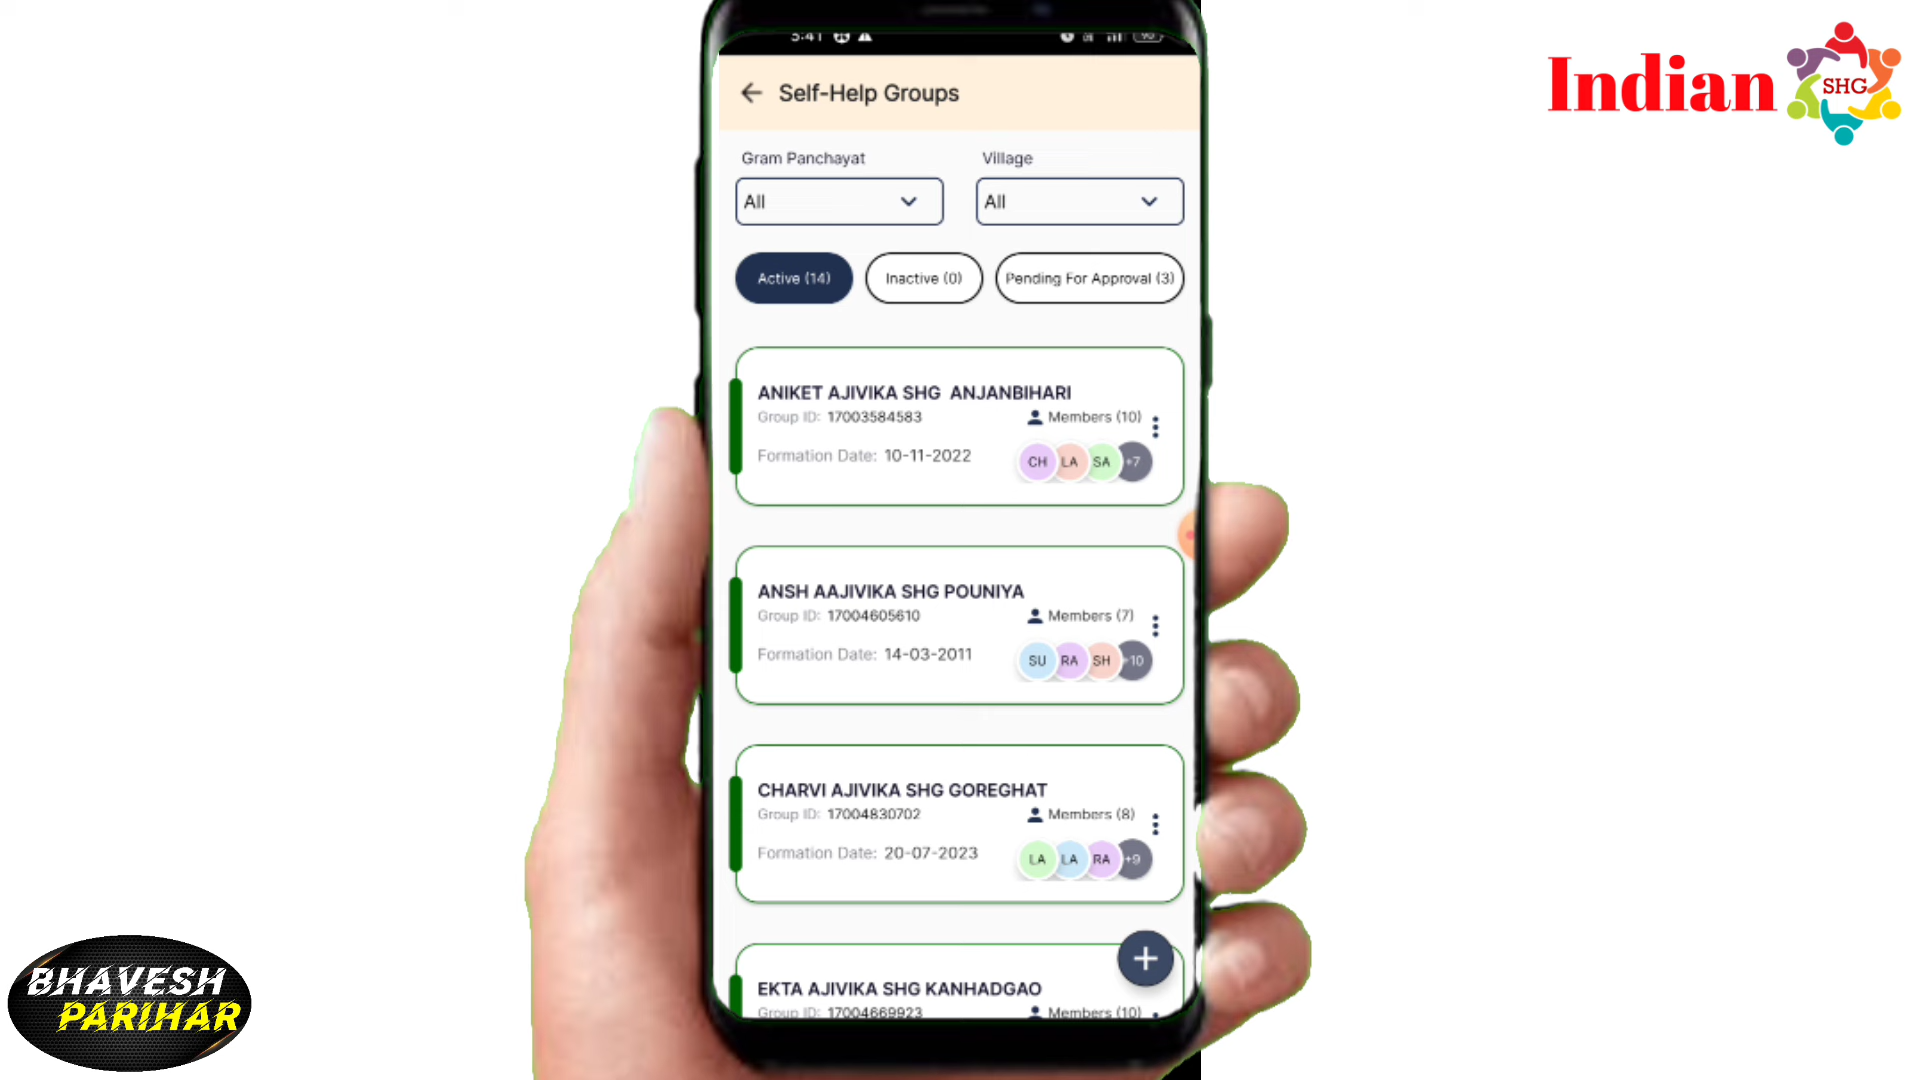 5:41
90
Indian
SHG
Self-Help Groups
Gram Panchayat
Village
All
All
Active (14)
Inactive (0)
Pending For Approval (3)
ANIKET AJIVIKA SHG ANJANBIHARI
Group ID: 17003584583
Members (10)
Formation Date: 10-11-2022
CH LA SA +7
ANSH AAJIVIKA SHG POUNIYA
Group ID: 17004605610
Members (7)
Formation Date: 14-03-2011
SU RA SH +10
CHARVI AJIVIKA SHG GOREGHAT
Group ID: 17004830702
Members (8)
Formation Date: 20-07-2023
LA LA RA +9
EKTA AJIVIKA SHG KANHADGAO
Group ID: 17004669923
Members (10)
BHAVESH
PARIHAR